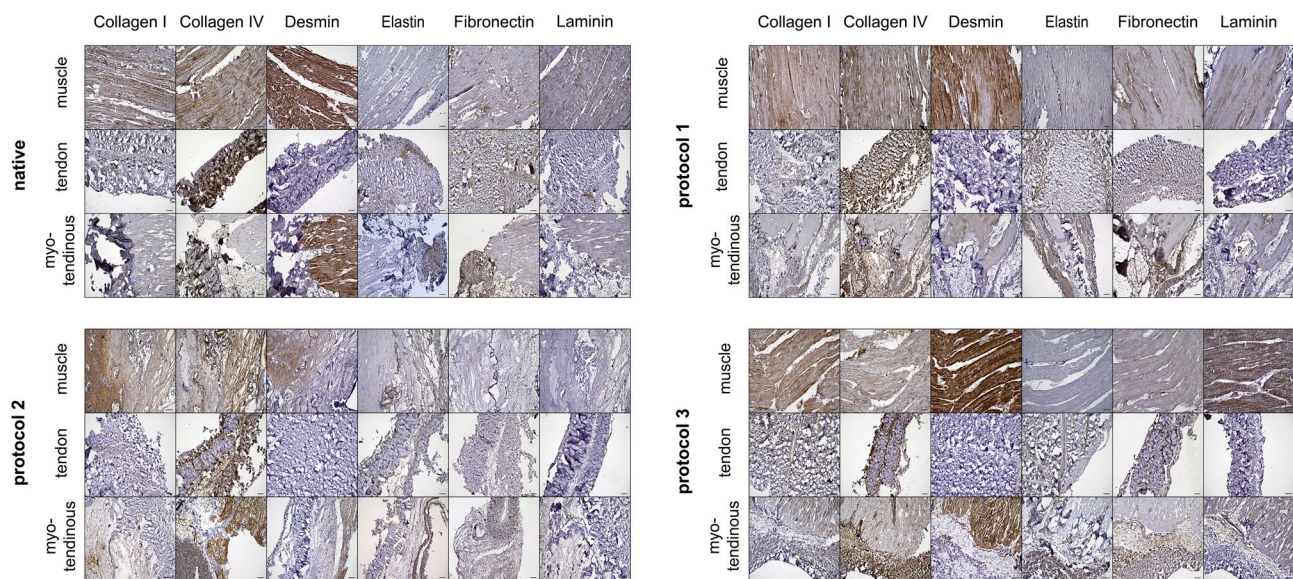 Collagen I Collagen IV Desmin Elastin Fibronectin Laminin
native
muscle
tendon
myo-
tendinous
Collagen I Collagen IV Desmin Elastin Fibronectin Laminin
protocol 1
muscle
tendon
myo-
tendinous
protocol 2
muscle
tendon
myo-
tendinous
protocol 3
muscle
tendon
myo-
tendinous